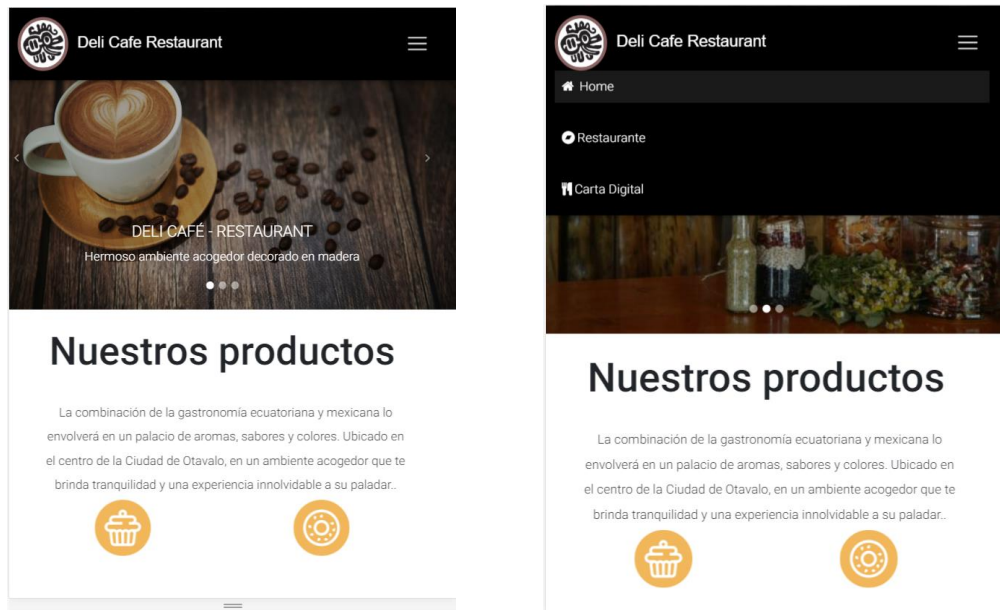 Deli Cafe Restaurant
DELI CAFÉ - RESTAURANT
Hermoso ambiente acogedor decorado en madera
Nuestros productos
La combinación de la gastronomía ecuatoriana y mexicana lo
envolverá en un palacio de aromas, sabores y colores. Ubicado en
el centro de la Ciudad de Otavalo, en un ambiente acogedor que te
brinda tranquilidad y una experiencia innolvidable a su paladar..
Deli Cafe Restaurant
Home
Restaurante
Carta Digital
Nuestros productos
La combinación de la gastronomía ecuatoriana y mexicana lo
envolverá en un palacio de aromas, sabores y colores. Ubicado en
el centro de la Ciudad de Otavalo, en un ambiente acogedor que te
brinda tranquilidad y una experiencia innolvidable a su paladar..